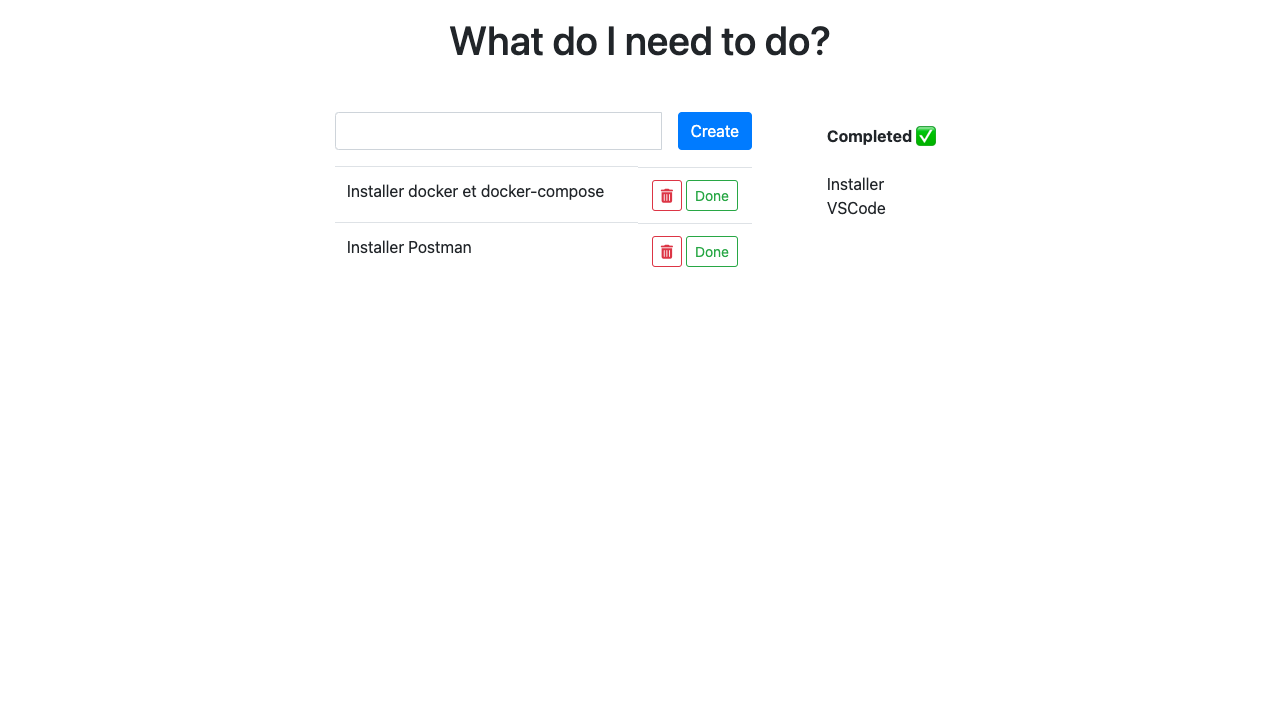 What do I need to do?
Create
Installer docker et docker-compose
Done
Installer Postman
Done
Completed ✅
Installer
VSCode